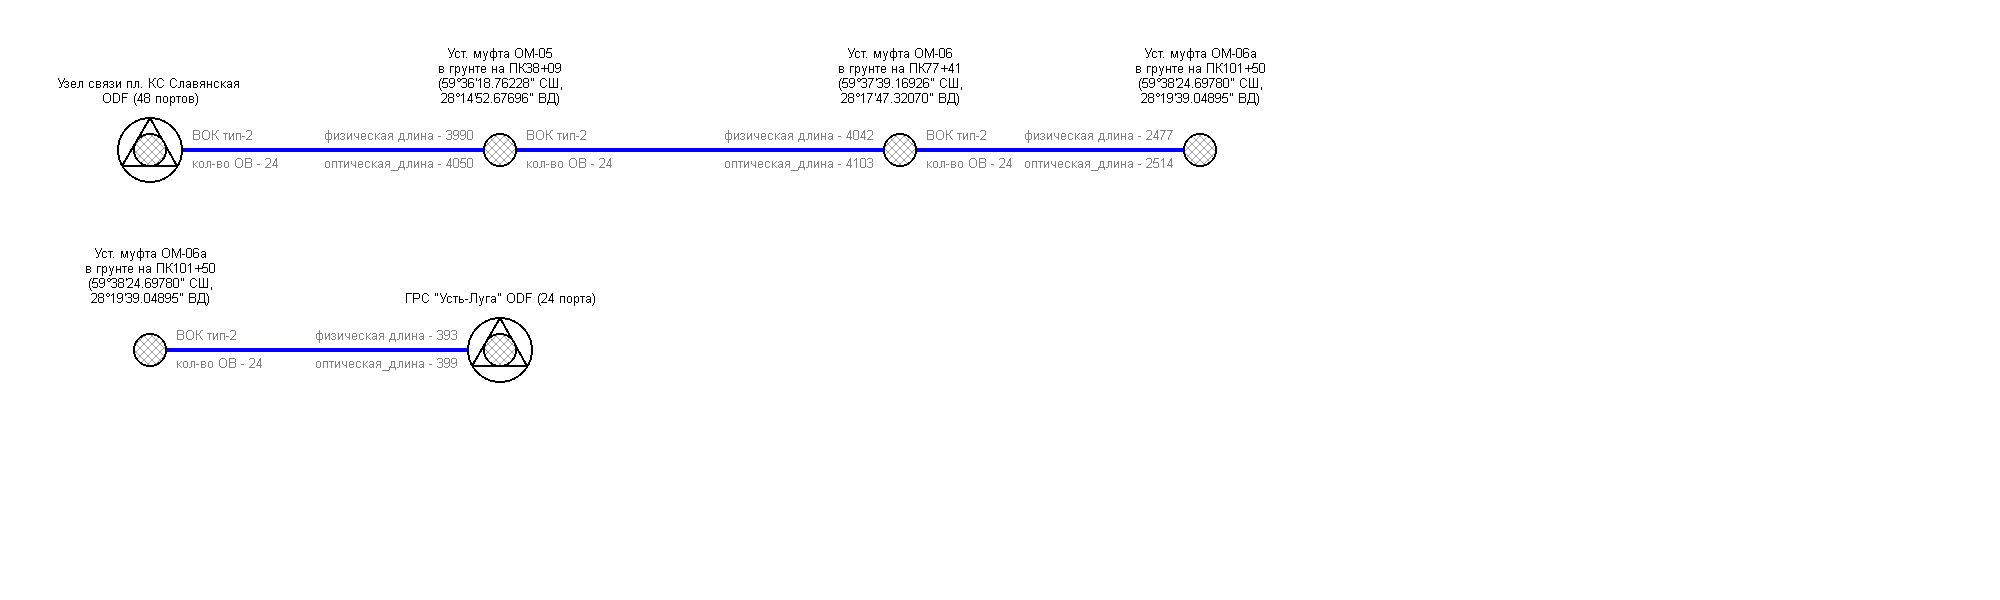 Узел связи пл. КС Славянская
ODF (48 портов)
Уст. муфта ОМ-05
в грунте на ПК38+09
(59°36'18.76228" СШ,
28°14'52.67696" ВД)
Уст. муфта ОМ-06
в грунте на ПК77+41
(59°37'39.16926" СШ,
28°17'47.32070" ВД)
Уст. муфта ОМ-06а
в грунте на ПК101+50
(59°38'24.69780" СШ,
28°19'39.04895" ВД)
ВОК тип-2
физическая длина - 3990
кол-во ОВ - 24
оптическая_длина - 4050
ВОК тип-2
физическая длина - 4042
кол-во ОВ - 24
оптическая_длина - 4103
ВОК тип-2
физическая длина - 2477
кол-во ОВ - 24
оптическая_длина - 2514
Уст. муфта ОМ-06а
в грунте на ПК101+50
(59°38'24.69780" СШ,
28°19'39.04895" ВД)
ГРС "Усть-Луга" ODF (24 порта)
ВОК тип-2
физическая длина - 393
кол-во ОВ - 24
оптическая_длина - 399